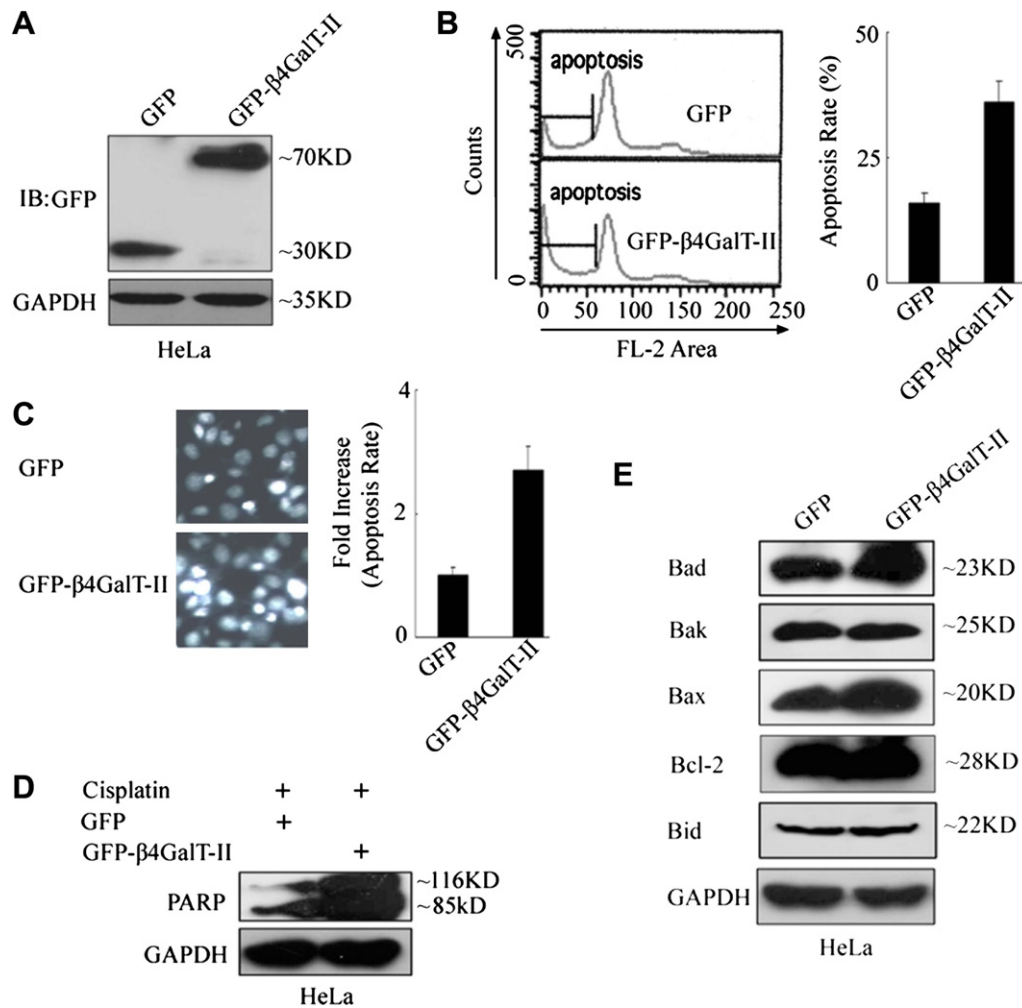 A
GFP
GFP-β4GalT-II
IB:GFP
~70KD
~30KD
GAPDH
~35KD
HeLa
B
500
Counts
0
apoptosis
GFP
apoptosis
GFP-β4GalT-II
0 50 100 150 200 250
FL-2 Area
50
25
0
Apoptosis Rate (%)
GFP
GFP-β4GalT-II
C
GFP
GFP-β4GalT-II
4
2
0
Fold Increase
(Apoptosis Rate)
GFP
GFP-β4GalT-II
D
Cisplatin + +
GFP +
GFP-β4GalT-II +
PARP
~116KD
~85kD
GAPDH
HeLa
E
GFP
GFP-β4GalT-II
Bad ~23KD
Bak ~25KD
Bax ~20KD
Bcl-2 ~28KD
Bid ~22KD
GAPDH
HeLa